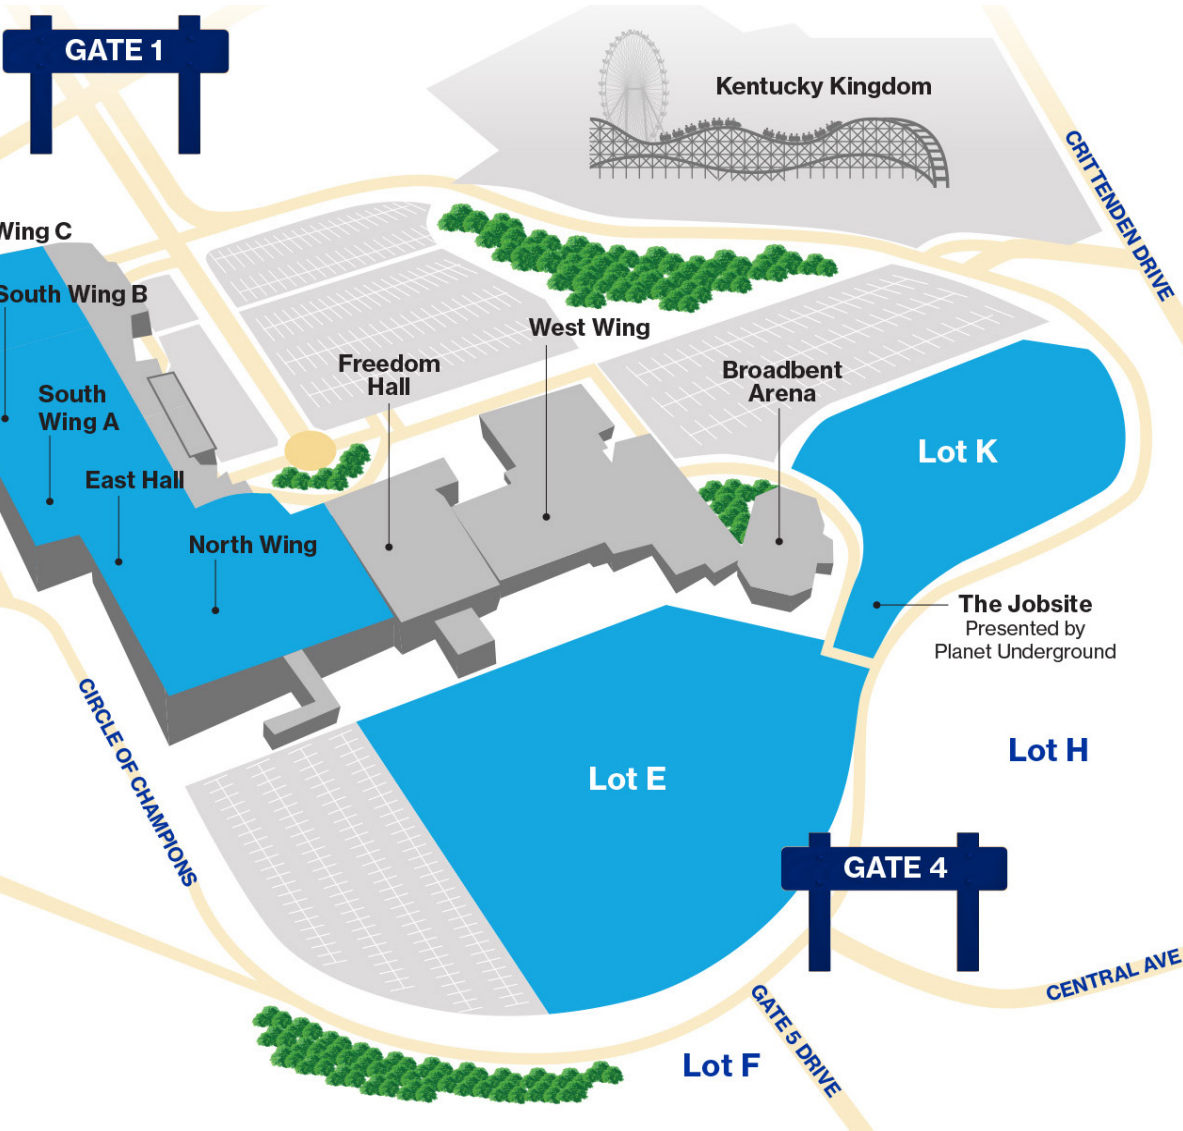 GATE 1
Kentucky Kingdom
CRITTENDEN DRIVE
Wing C
South Wing B
West Wing
Freedom
Hall
Broadbent
Arena
South
Wing A
Lot K
East Hall
North Wing
The Jobsite
Presented by
Planet Underground
CIRCLE OF CHAMPIONS
Lot H
Lot E
GATE 4
CENTRAL AVE
GATE 5 DRIVE
Lot F